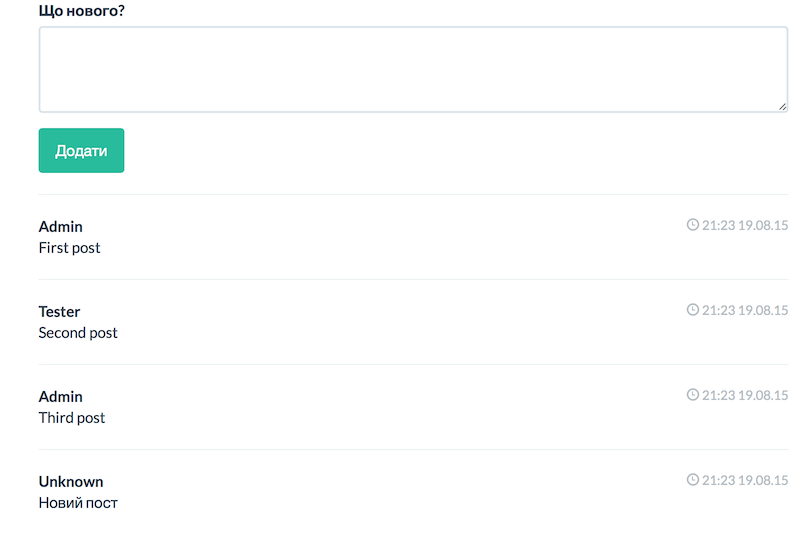 Що нового?
Додати
Admin 21:23 19.08.15
First post
Tester 21:23 19.08.15
Second post
Admin 21:23 19.08.15
Third post
Unknown 21:23 19.08.15
Новий пост